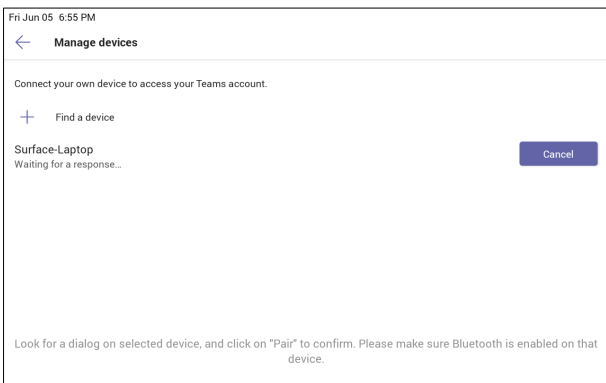 Fri Jun 05 6:55 PM
Manage devices
Connect your own device to access your Teams account.
Find a device
Surface-Laptop
Cancel
Waiting for a response...
Look for a dialog on selected device, and click on "Pair" to confirm. Please make sure Bluetooth is enabled on that
device.